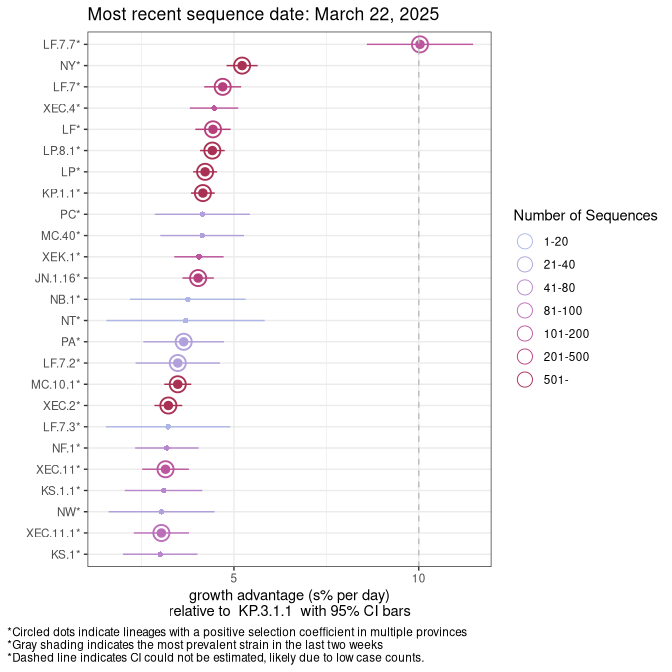 Most recent sequence date: March 22, 2025
LF.7.7*
NY*
LF.7*
XEC.4*
LF*
LP.8.1*
LP*
KP.1.1*
PC*
MC.40*
XEK.1*
JN.1.16*
NB.1*
NT*
PA*
LF.7.2*
MC.10.1*
XEC.2*
LF.7.3*
NF.1*
XEC.11*
KS.1.1*
NW*
XEC.11.1*
KS.1*
5 10
growth advantage (s% per day)
relative to KP.3.1.1 with 95% CI bars
Number of Sequences
1-20
21-40
41-80
81-100
101-200
201-500
501-
*Circled dots indicate lineages with a positive selection coefficient in multiple provinces
*Gray shading indicates the most prevalent strain in the last two weeks
*Dashed line indicates CI could not be estimated, likely due to low case counts.